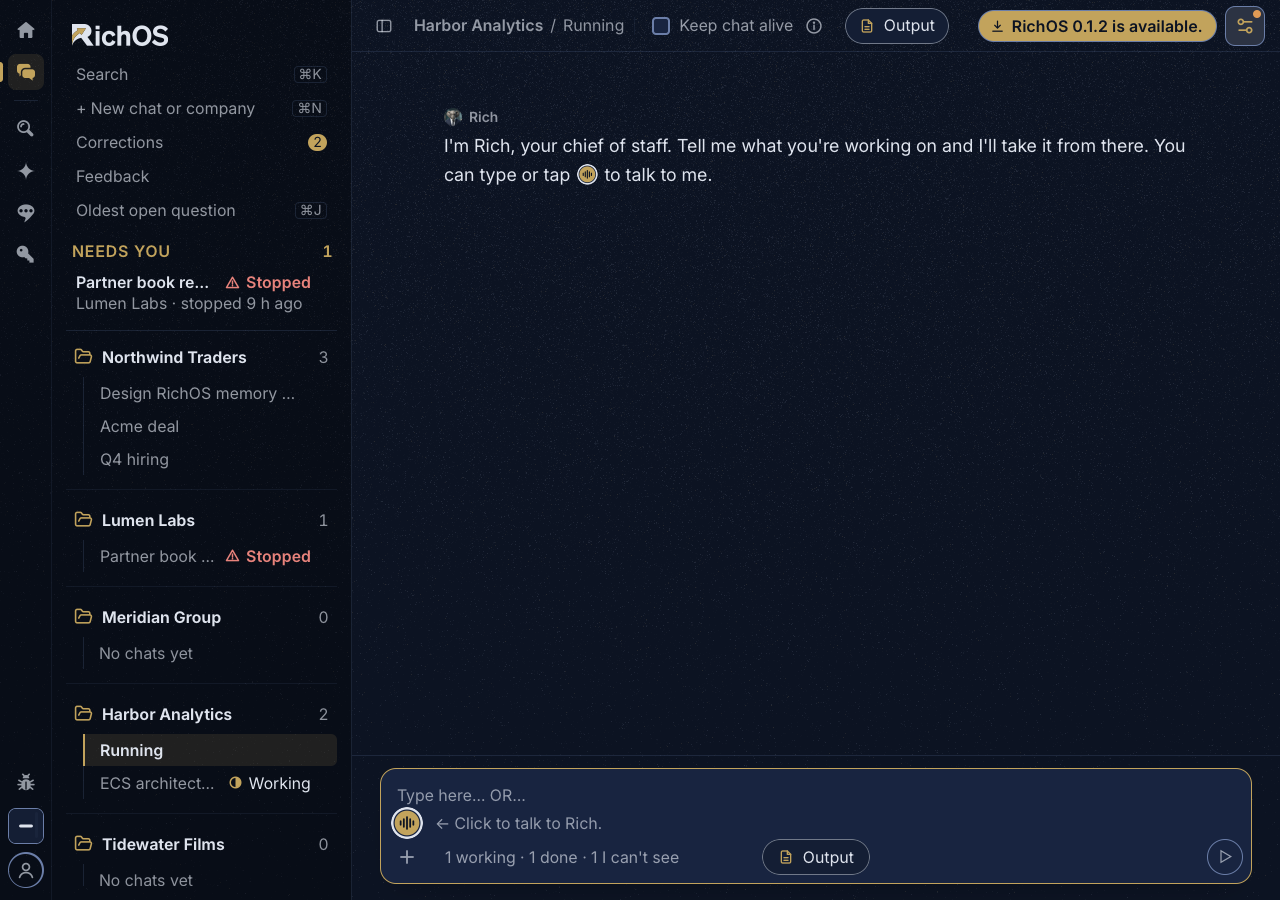 RichOS
Search ⌘K
+ New chat or company ⌘N
Corrections 2
Feedback
Oldest open question ⌘J
NEEDS YOU 1
Partner book re... Stopped
Lumen Labs · stopped 9 h ago
Northwind Traders 3
Design RichOS memory ...
Acme deal
Q4 hiring
Lumen Labs 1
Partner book ... Stopped
Meridian Group 0
No chats yet
Harbor Analytics 2
Running
ECS architect... Working
Tidewater Films 0
No chats yet
Harbor Analytics / Running Keep chat alive Output RichOS 0.1.2 is available.
Rich
I'm Rich, your chief of staff. Tell me what you're working on and I'll take it from there. You
can type or tap to talk to me.
Type here... OR...
← Click to talk to Rich.
1 working · 1 done · 1 I can't see Output